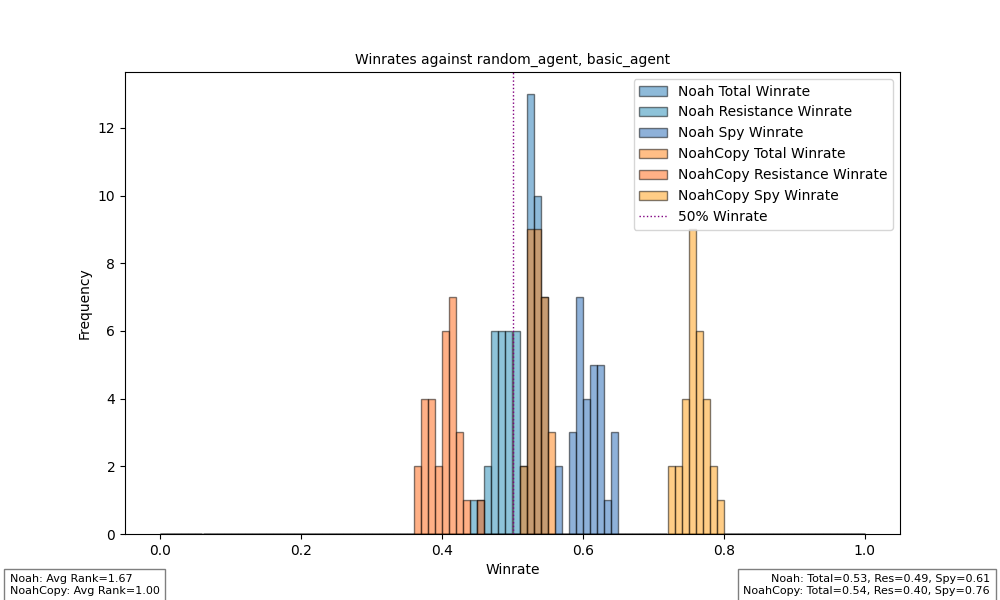 Winrates against random_agent, basic_agent
Noah Total Winrate
Noah Resistance Winrate
Noah Spy Winrate
NoahCopy Total Winrate
NoahCopy Resistance Winrate
NoahCopy Spy Winrate
50% Winrate
Frequency
12
10
8
6
4
2
0
0.0
0.2
0.4
0.6
0.8
1.0
Winrate
Noah: Avg Rank=1.67
NoahCopy: Avg Rank=1.00
Noah: Total=0.53, Res=0.49, Spy=0.61
NoahCopy: Total=0.54, Res=0.40, Spy=0.76